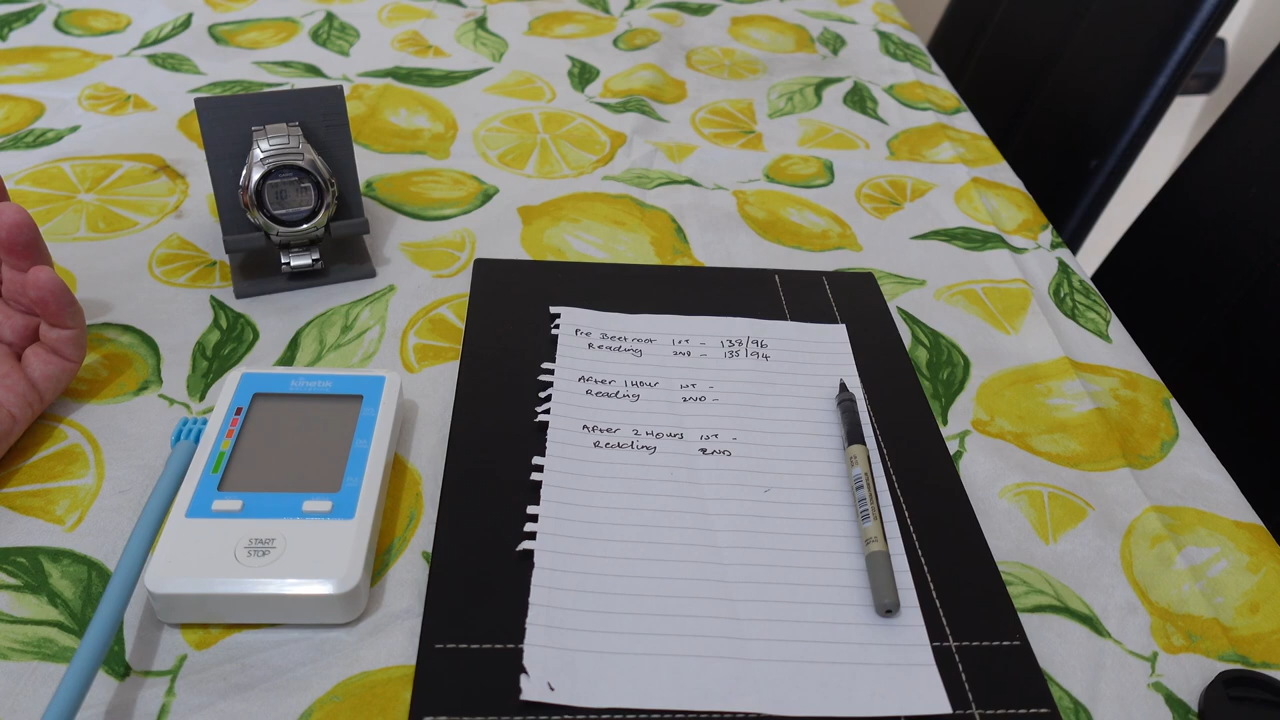 Pre Beetroot 1ST - 138/96
Reading 2ND - 135/94
After 1 Hour 1ST -
Reading 2ND -
After 2 Hours 1ST -
Reading 2ND
kinetik
START
STOP